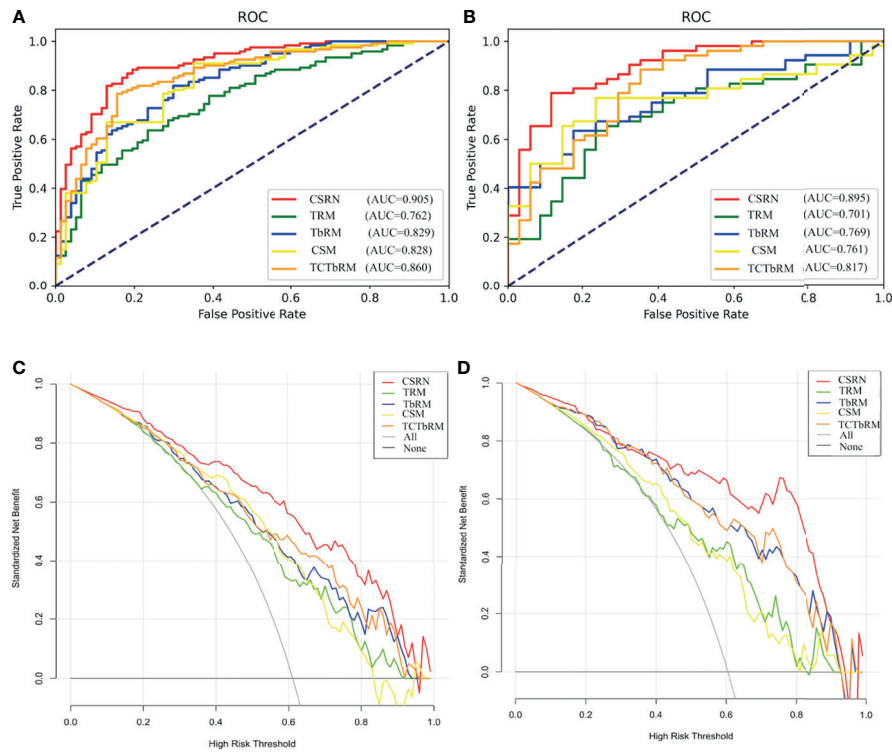 A
ROC
True Positive Rate
1.0
0.8
0.6
0.4
0.2
0.0
CSRN (AUC=0.905)
TRM (AUC=0.762)
TbRM (AUC=0.829)
CSM (AUC=0.828)
TCTbRM (AUC=0.860)
0.0 0.2 0.4 0.6 0.8 1.0
False Positive Rate
B
ROC
True Positive Rate
1.0
0.8
0.6
0.4
0.2
0.0
CSRN (AUC=0.895)
TRM (AUC=0.701)
TbRM (AUC=0.769)
CSM (AUC=0.761)
TCTbRM (AUC=0.817)
0.0 0.2 0.4 0.6 0.8 1.0
False Positive Rate
C
Standardized Net Benefit
1.0
0.8
0.6
0.4
0.2
0.0
CSRN
TRM
TbRM
CSM
TCTbRM
All
None
0.0 0.2 0.4 0.6 0.8 1.0
High Risk Threshold
D
Standardized Net Benefit
1.0
0.8
0.6
0.4
0.2
0.0
CSRN
TRM
TbRM
CSM
TCTbRM
All
None
0.0 0.2 0.4 0.6 0.8 1.0
High Risk Threshold